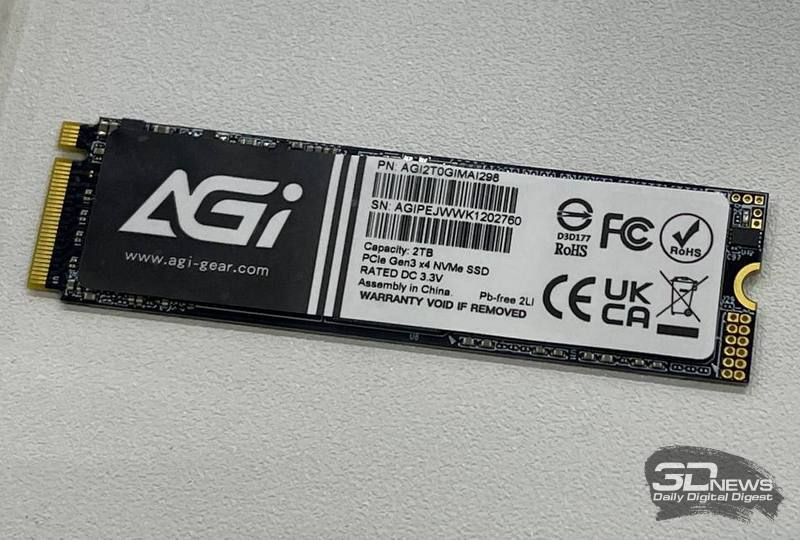 AGi
www.agi-gear.com
PN: AGI2T0GIMAI298
SN: AGIPEJWWK1202760
Capacity: 2TB
PCIe Gen3 x4 NVMe SSD
RATED DC 3.3V
Assembly in China.
Pb-free 2LI
WARRANTY VOID IF REMOVED
D3D177
RoHS
FC
RoHS
CE
UK
CA
U8
3DNEWS
Daily Digital Digest